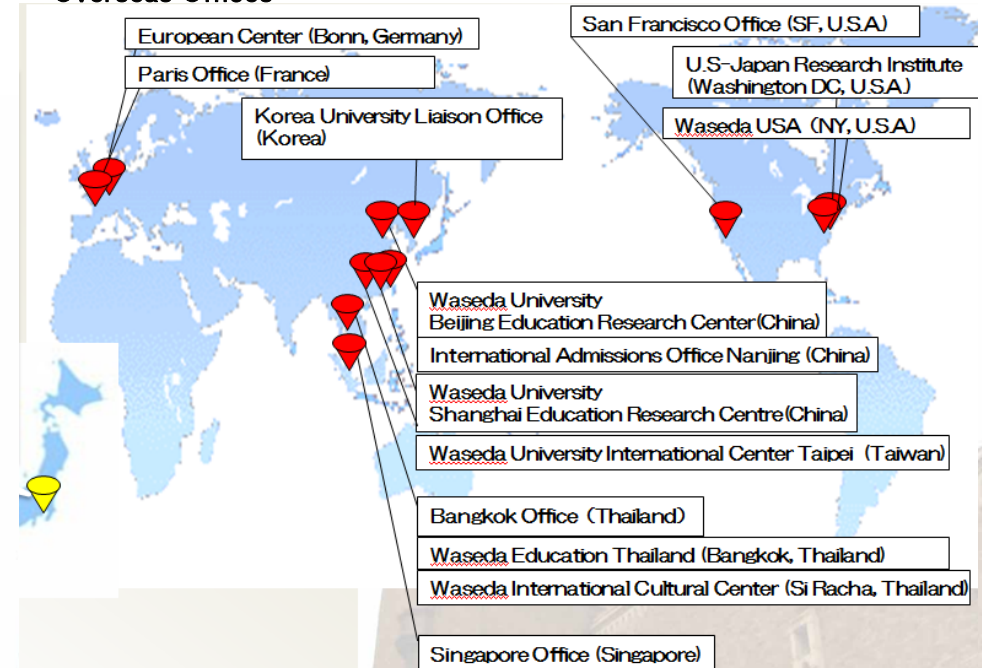 Overseas Offices
European Center (Bonn, Germany)
Paris Office (France)
Korea University Liaison Office
(Korea)
San Francisco Office (SF, U.S.A)
U.S-Japan Research Institute
(Washington DC, U.S.A.)
Waseda USA (NY, U.S.A)
Waseda University
Beijing Education Research Center(China)
International Admissions Office Nanjing (China)
Waseda University
Shanghai Education Research Centre(China)
Waseda University International Center Taipei (Taiwan)
Bangkok Office (Thailand)
Waseda Education Thailand (Bangkok, Thailand)
Waseda International Cultural Center (Si Racha, Thailand)
Singapore Office (Singapore)